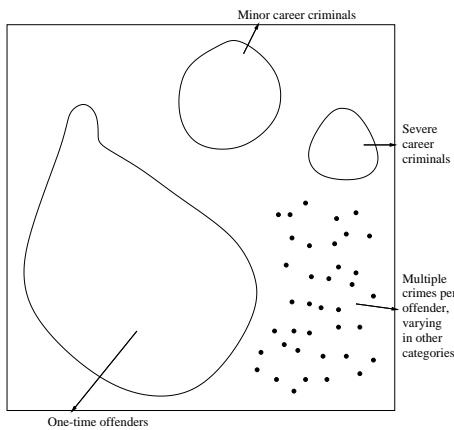 Minor career criminals
Severe
career
criminals
Multiple
crimes per
offender,
varying
in other
categories
One-time offenders